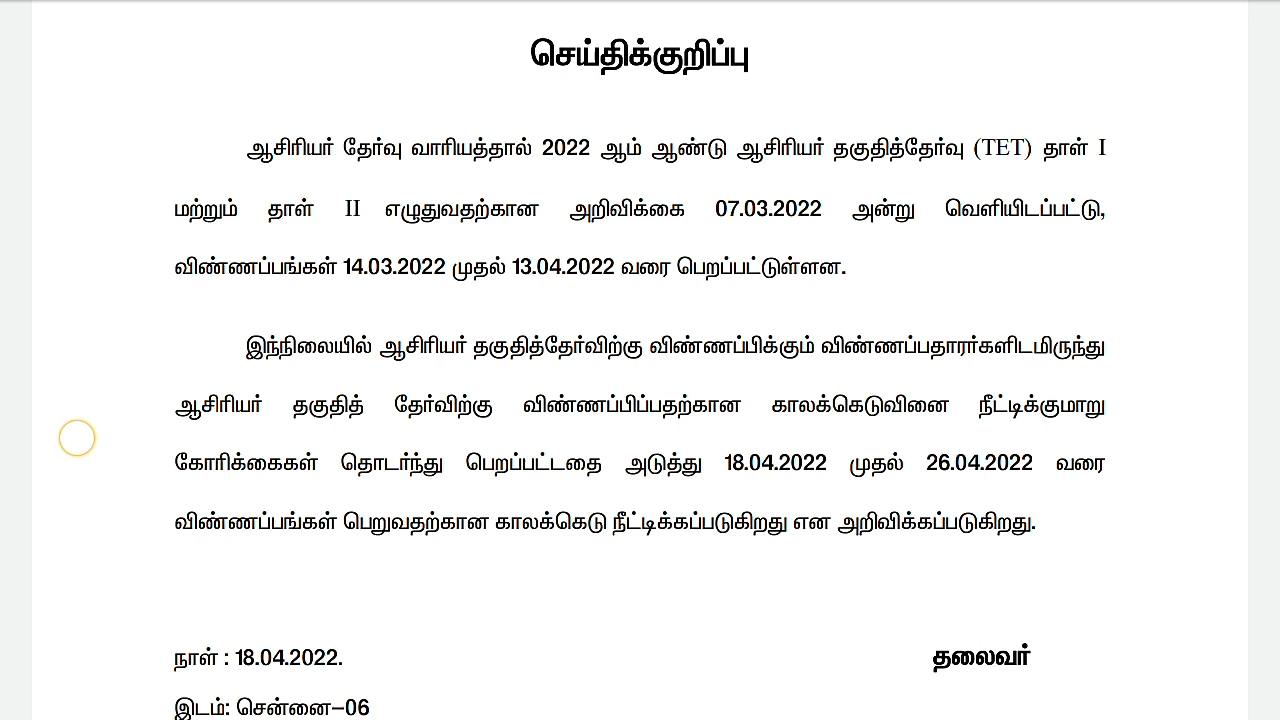 செய்திக்குறிப்பு
ஆசிரியர் தேர்வு வாரியத்தால் 2022 ஆம் ஆண்டு ஆசிரியர் தகுதித்தேர்வு (TET) தாள் I
மற்றும் தாள் II எழுதுவதற்கான அறிவிக்கை 07.03.2022 அன்று வெளியிடப்பட்டு,
விண்ணப்பங்கள் 14.03.2022 முதல் 13.04.2022 வரை பெறப்பட்டுள்ளன.
இந்நிலையில் ஆசிரியர் தகுதித்தேர்விற்கு விண்ணப்பிக்கும் விண்ணப்பதாரர்களிடமிருந்து
ஆசிரியர் தகுதித் தேர்விற்கு விண்ணப்பிப்பதற்கான காலக்கெடுவினை நீட்டிக்குமாறு
கோரிக்கைகள் தொடர்ந்து பெறப்பட்டதை அடுத்து 18.04.2022 முதல் 26.04.2022 வரை
விண்ணப்பங்கள் பெறுவதற்கான காலக்கெடு நீட்டிக்கப்படுகிறது என அறிவிக்கப்படுகிறது.
நாள் : 18.04.2022. தலைவர்
இடம்: சென்னை–06